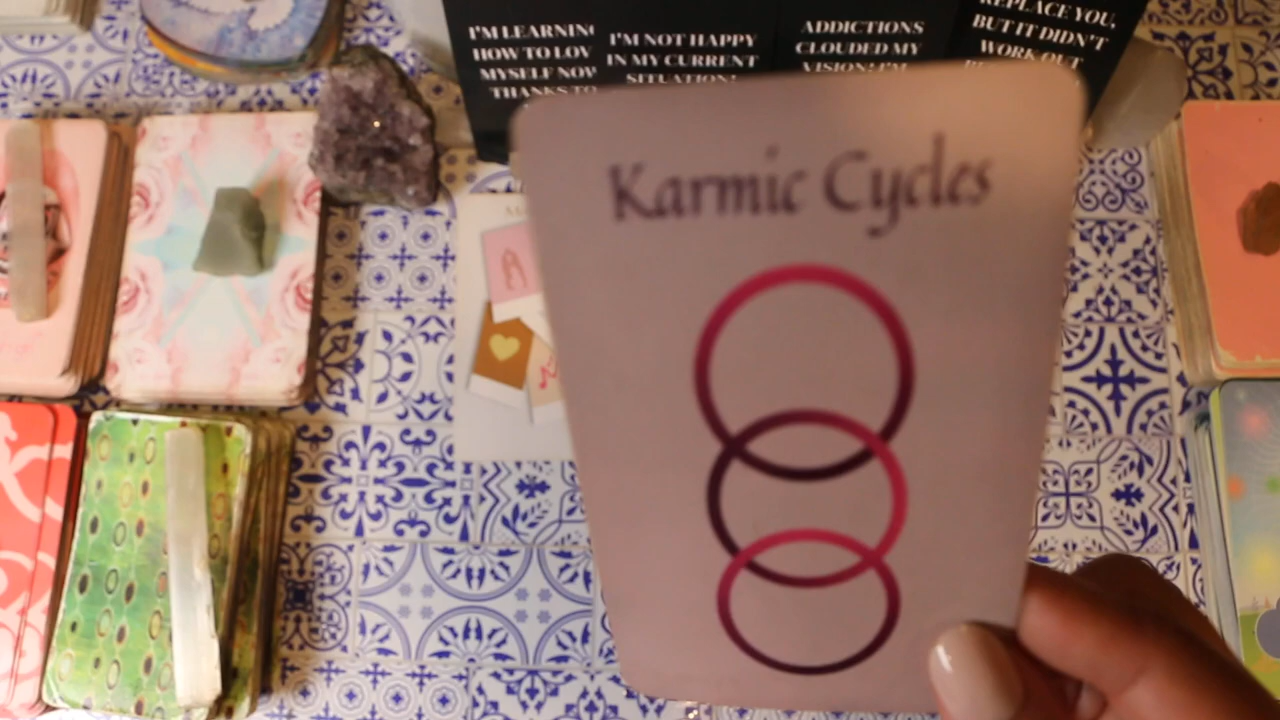 I'M LEARNING
HOW TO LOV
MYSELF NOW
THANKS TO
I'M NOT HAPPY
IN MY CURRENT
SITUATION!
ADDICTIONS
CLOUDED MY
VISION! I'M
REPLACE YOU,
BUT IT DIDN'T
WORK OUT
Karmic Cycles